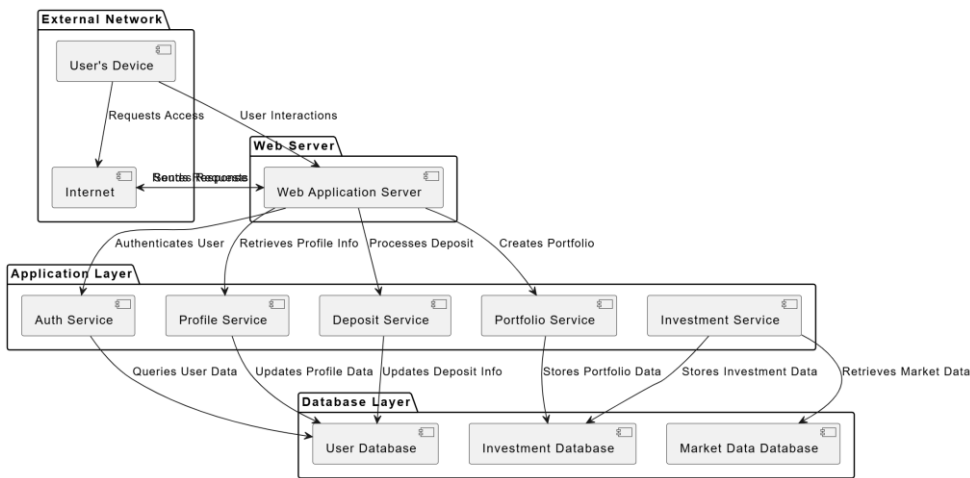 External Network
User's Device
Requests Access
User Interactions
Web Server
Internet
Web Application Server
Authenticates User
Retrieves Profile Info
Processes Deposit
Creates Portfolio
Application Layer
Auth Service
Profile Service
Deposit Service
Portfolio Service
Investment Service
Queries User Data
Updates Profile Data
Updates Deposit Info
Stores Portfolio Data
Stores Investment Data
Retrieves Market Data
Database Layer
User Database
Investment Database
Market Data Database